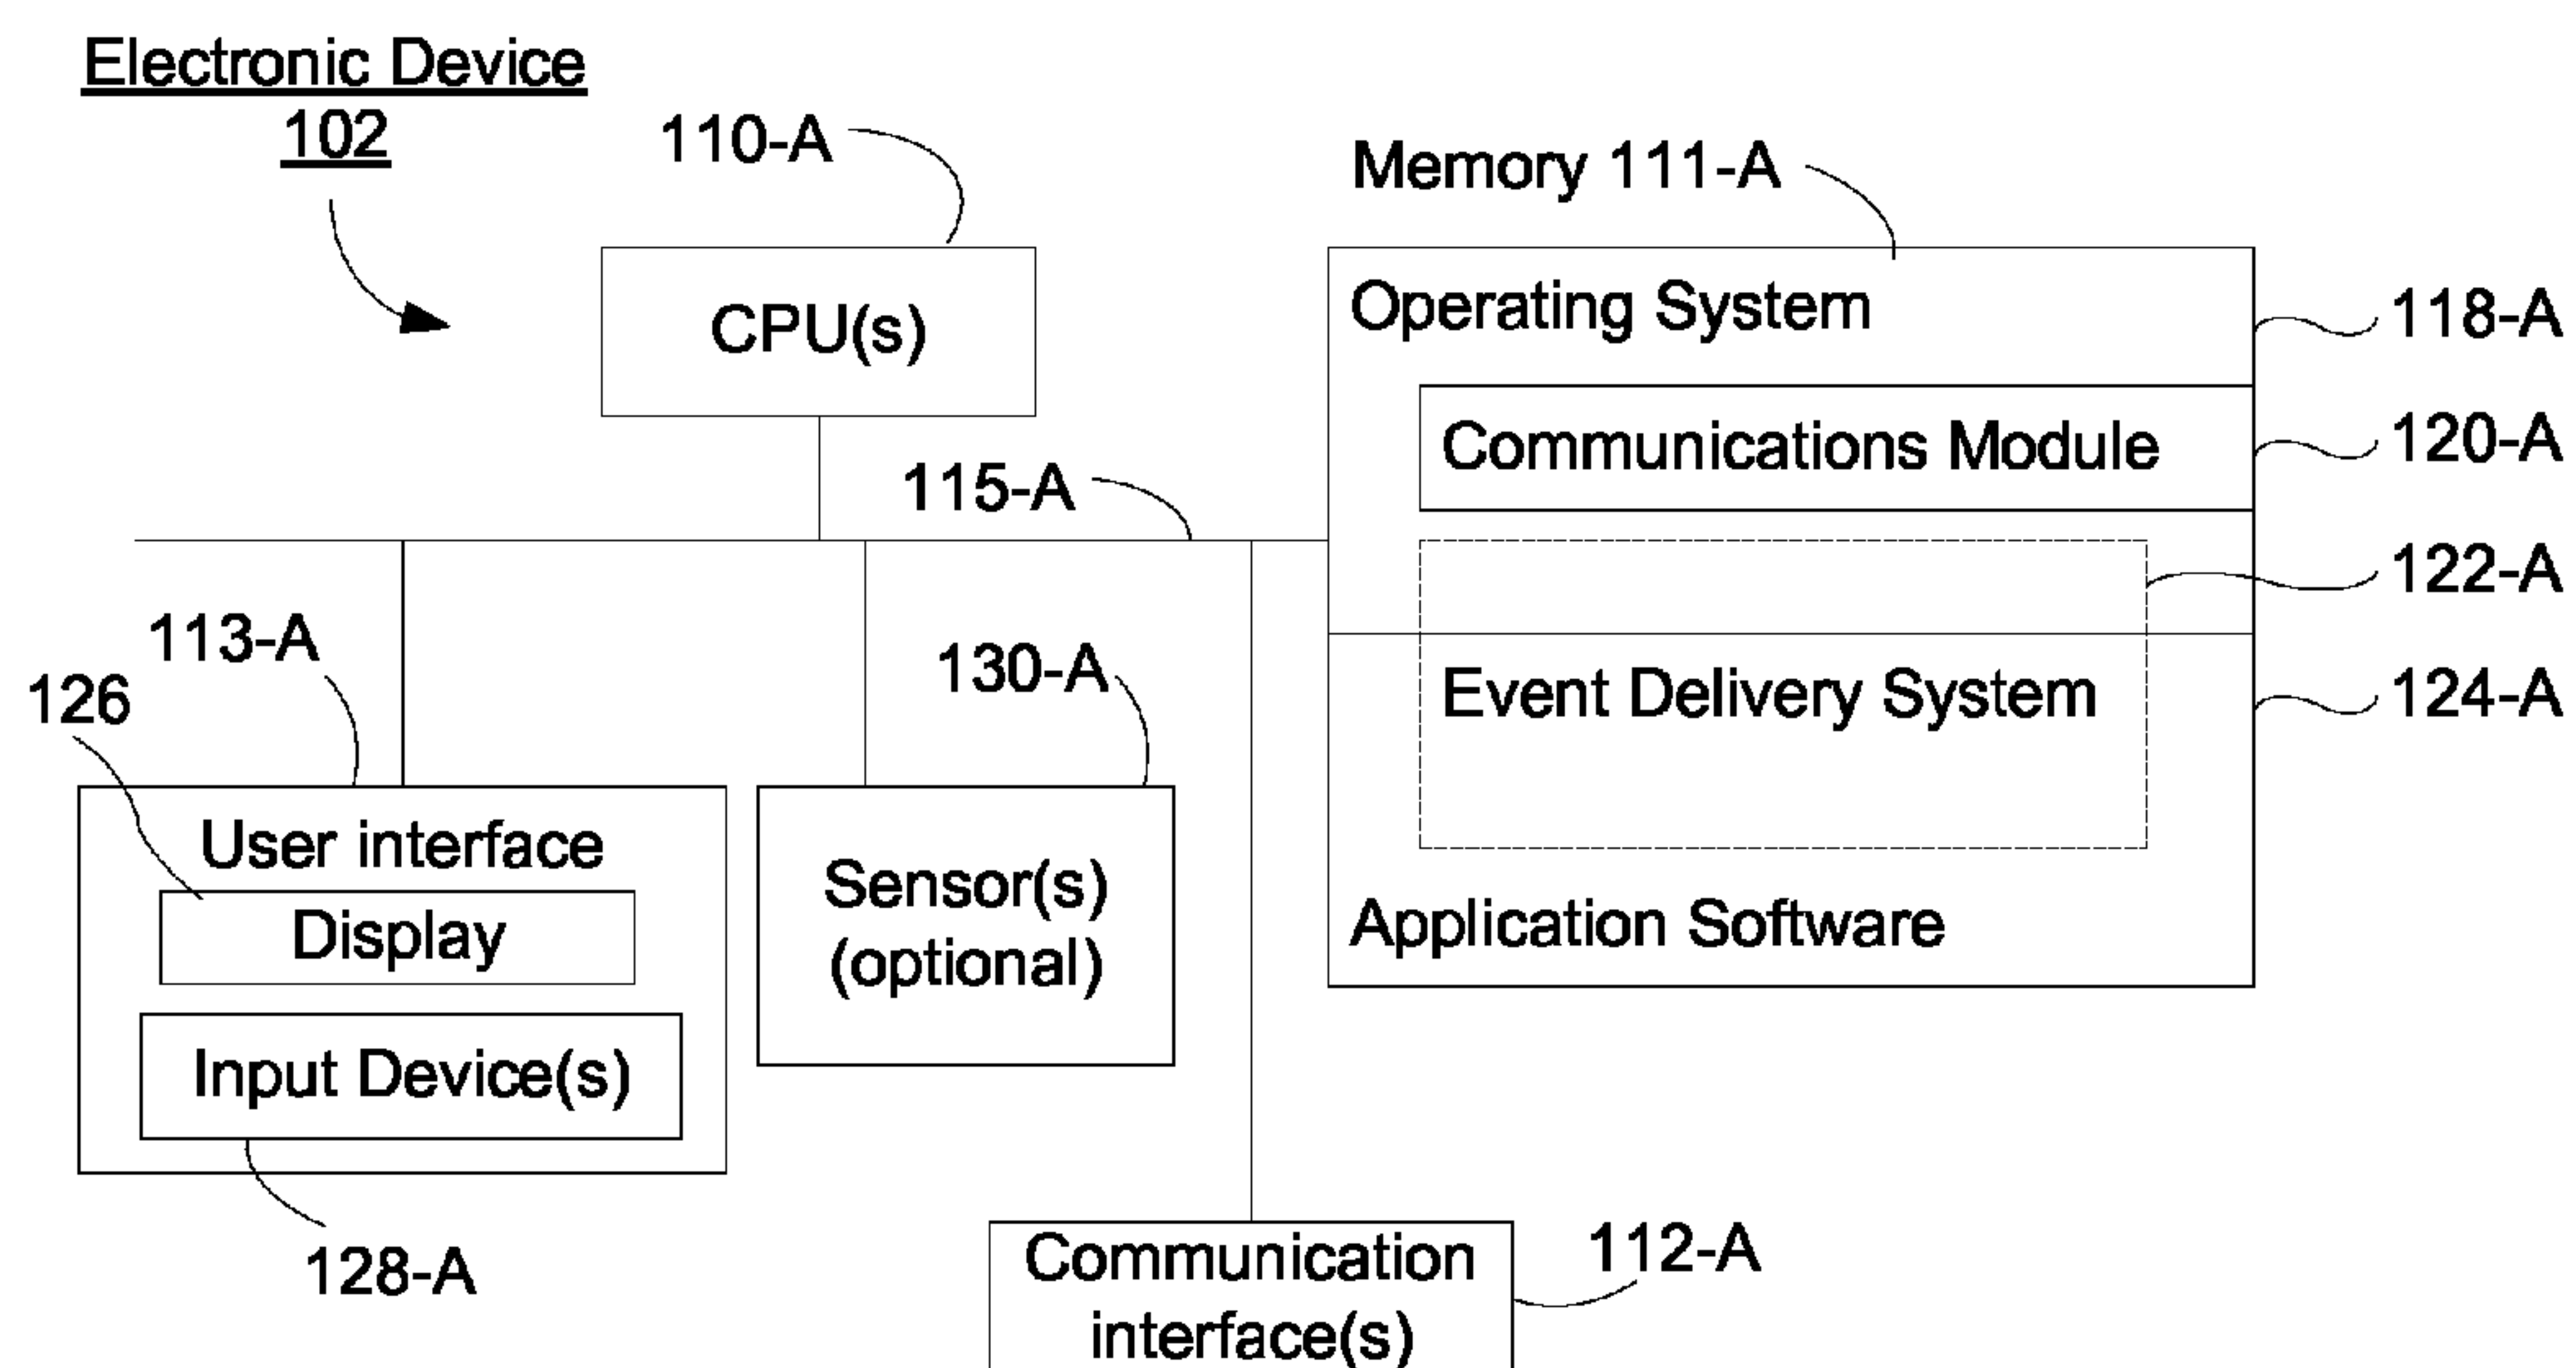 Electronic Device
102
110-A
Memory 111-A
CPU(s)
Operating System
118-A
Communications Module
120-A
115-A
122-A
113-A
130-A
126
Event Delivery System
124-A
User interface
Display
Input Device(s)
Sensor(s)
(optional)
Application Software
128-A
Communication
interface(s)
112-A